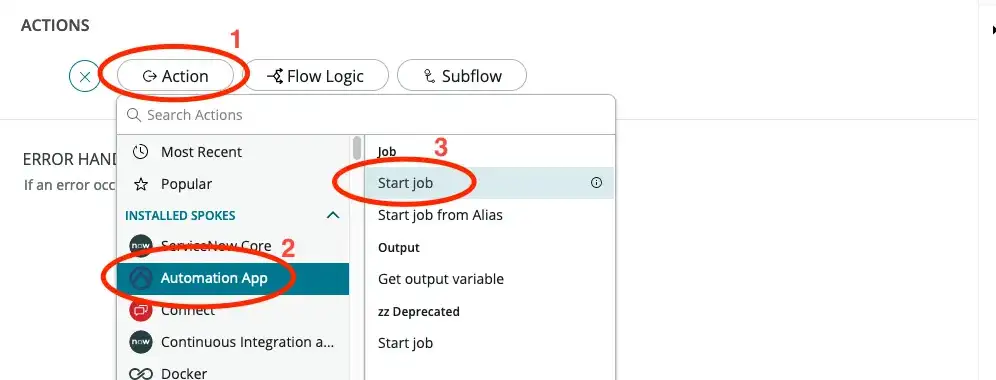 ACTIONS
1
Action
Flow Logic
Subflow
Search Actions
Most Recent
Popular
INSTALLED SPOKES
now
ServiceNow Core
2
Automation App
Connect
now
Continuous Integration a...
Docker
Job
3
Start job
Start job from Alias
Output
Get output variable
zz Deprecated
Start job
ERROR HAND
If an error occ